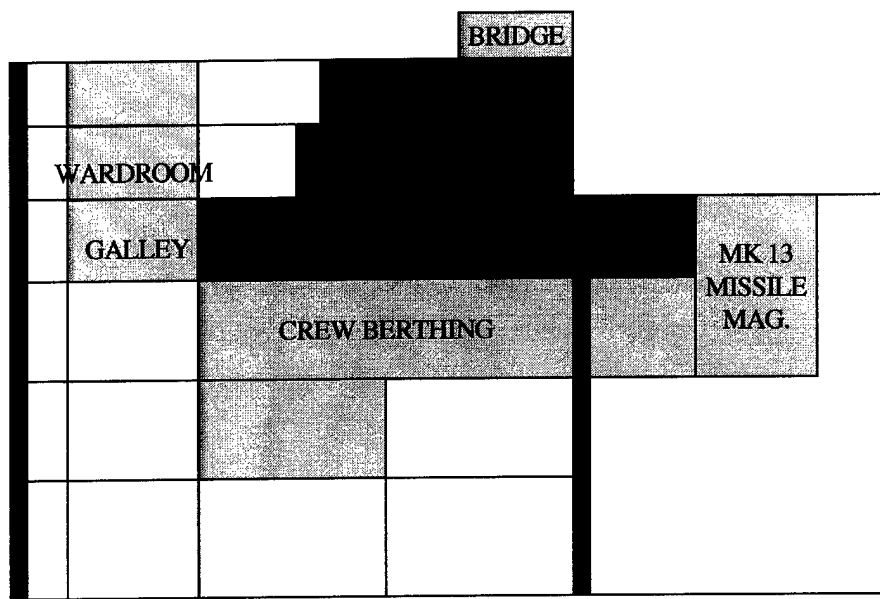 BRIDGE
WARDROOM
GALLEY
MK 13
MISSILE
MAG.
CREW BERTHING